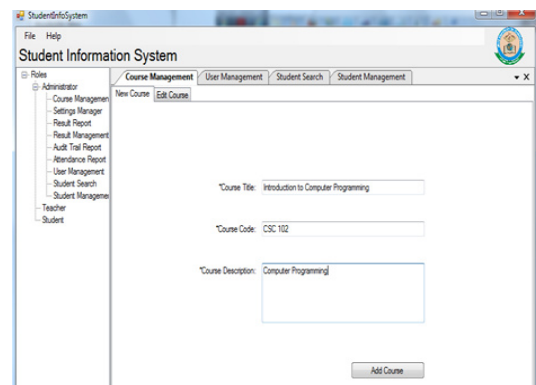 StudentInfoSystem
File Help
Student Information System
Roles
Administrator
Course Managemen
Settings Manager
Result Report
Result Management
Audit Trail Report
Attendance Report
User Management
Student Search
Student Manageme
Teacher
Student
Course Management User Management Student Search Student Management
X
New Course Edit Course
*Course Title: Introduction to Computer Programming
*Course Code: CSC 102
*Course Description: Computer Programming
Add Course